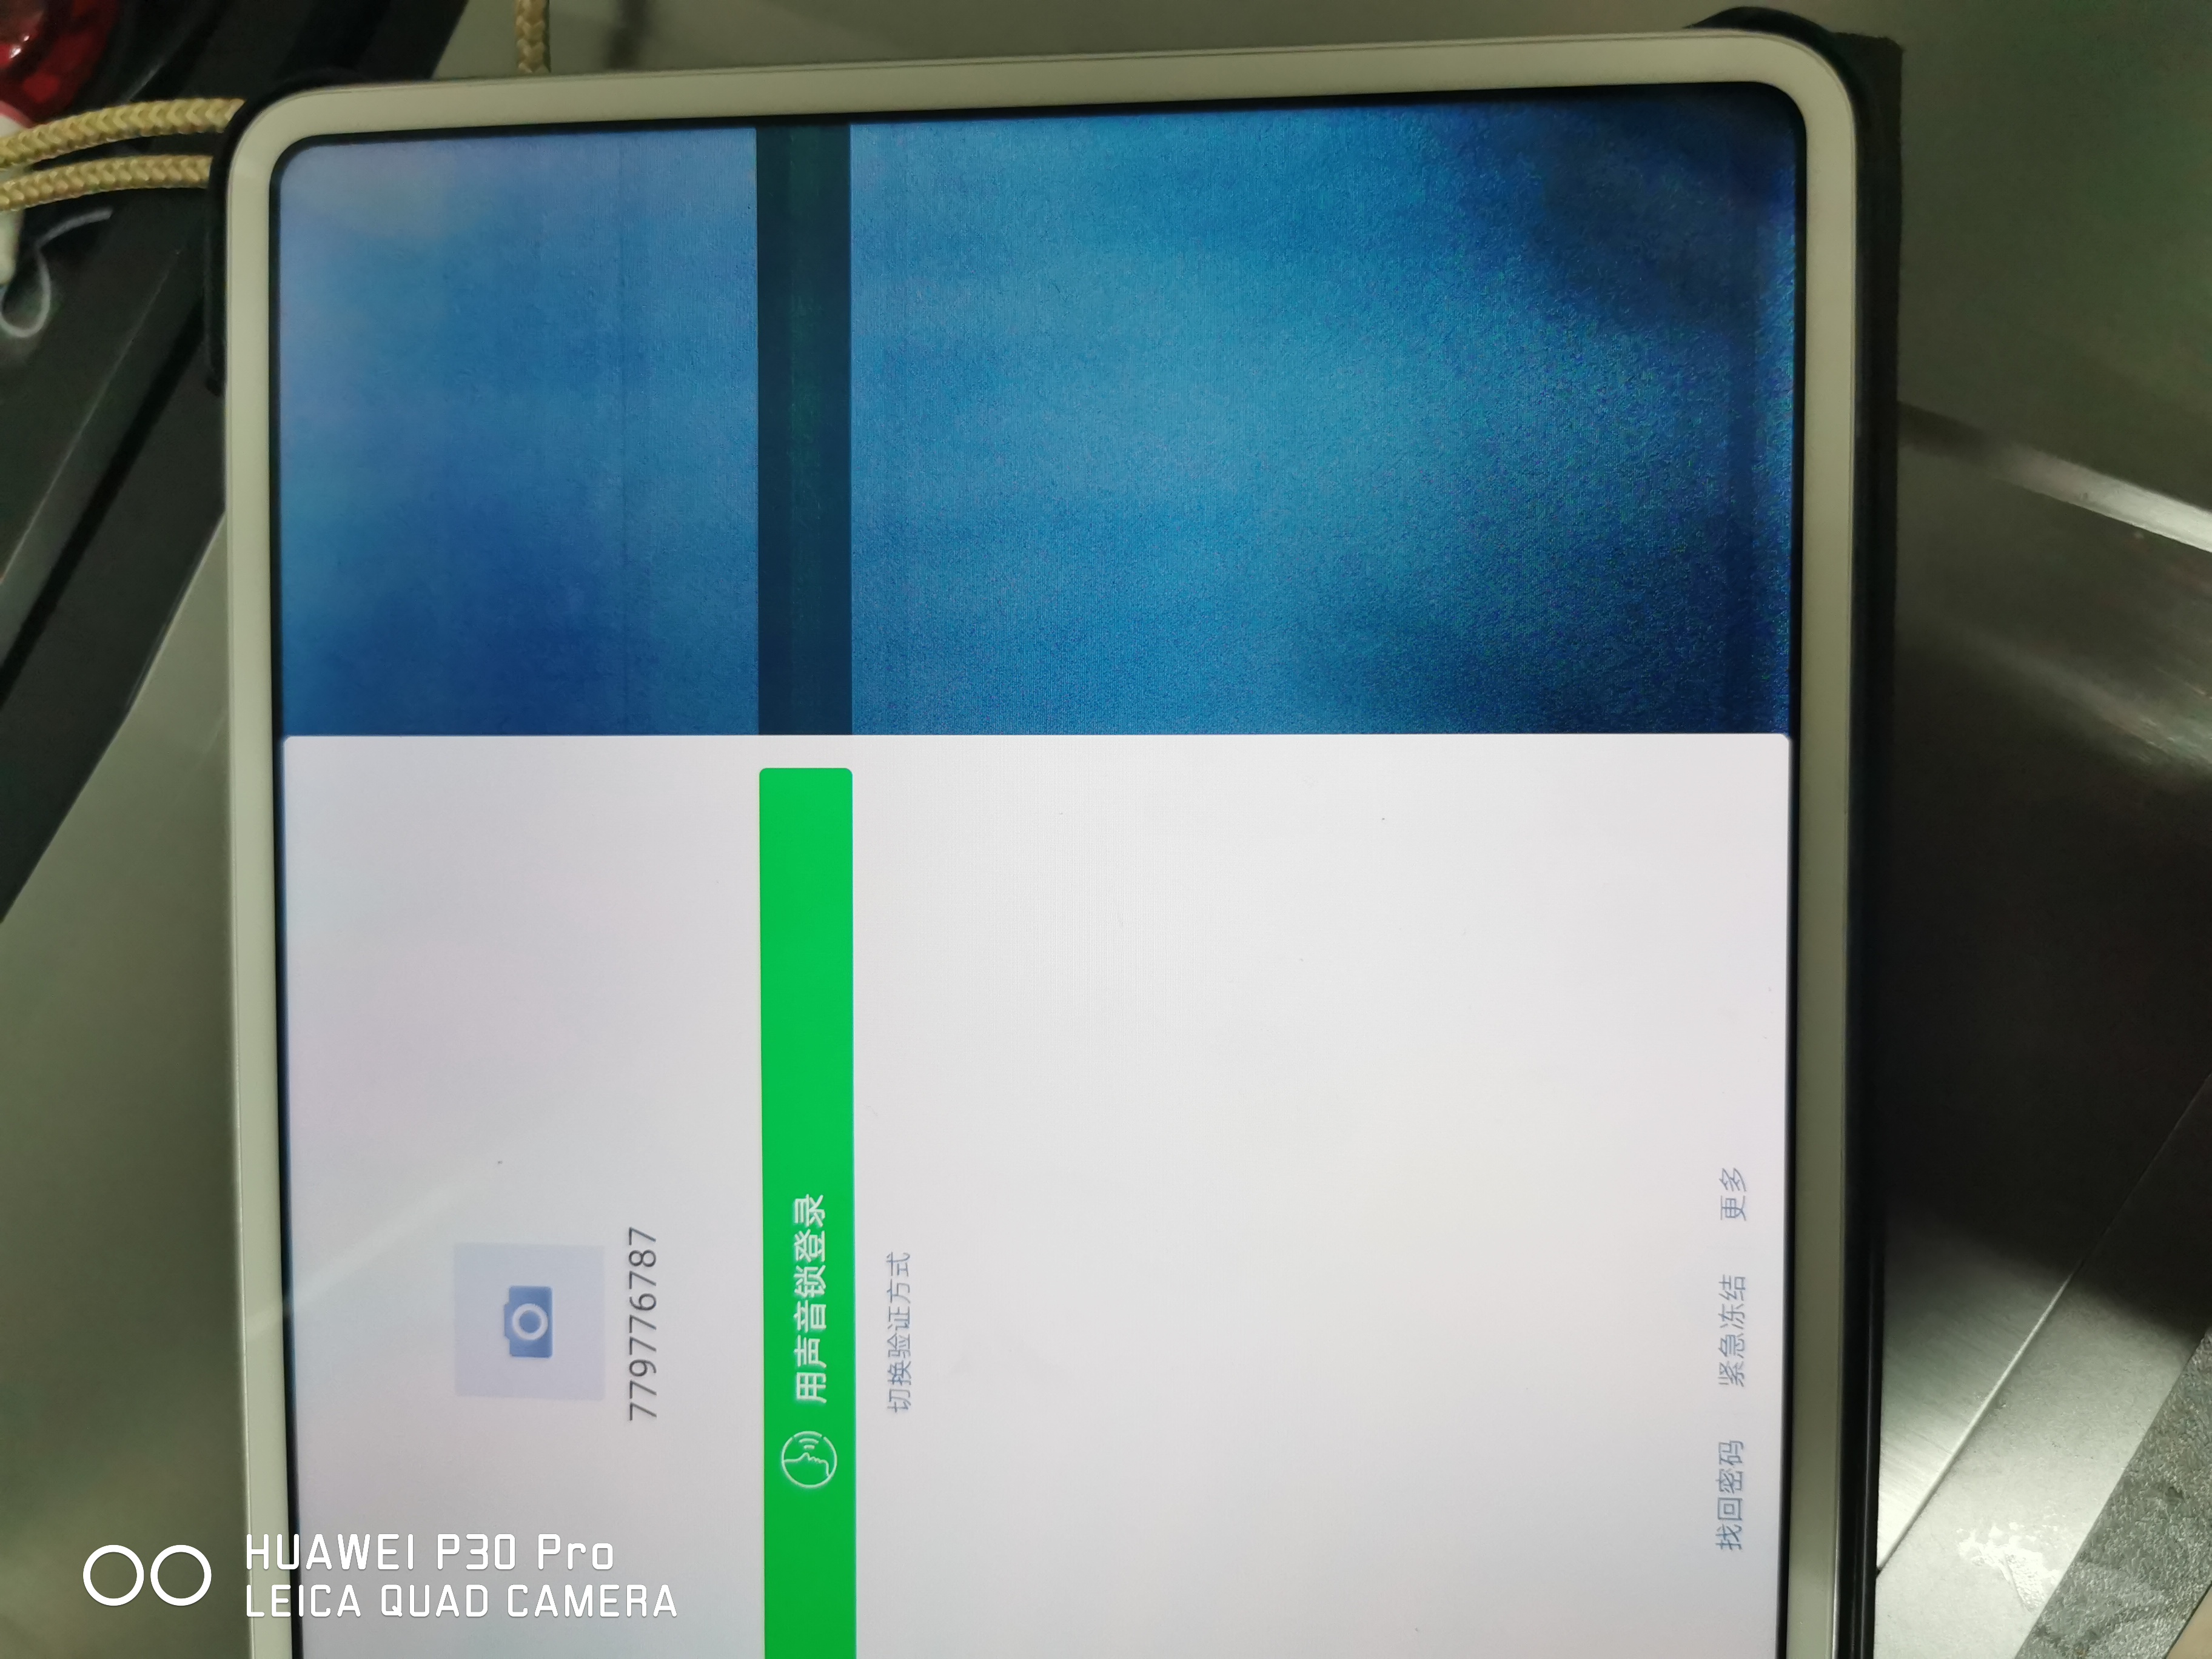 7797776787
用声音锁登录
切换验证方式
找回密码 紧急冻结 更多
HUAWEI P30 Pro
LEICA QUAD CAMERA